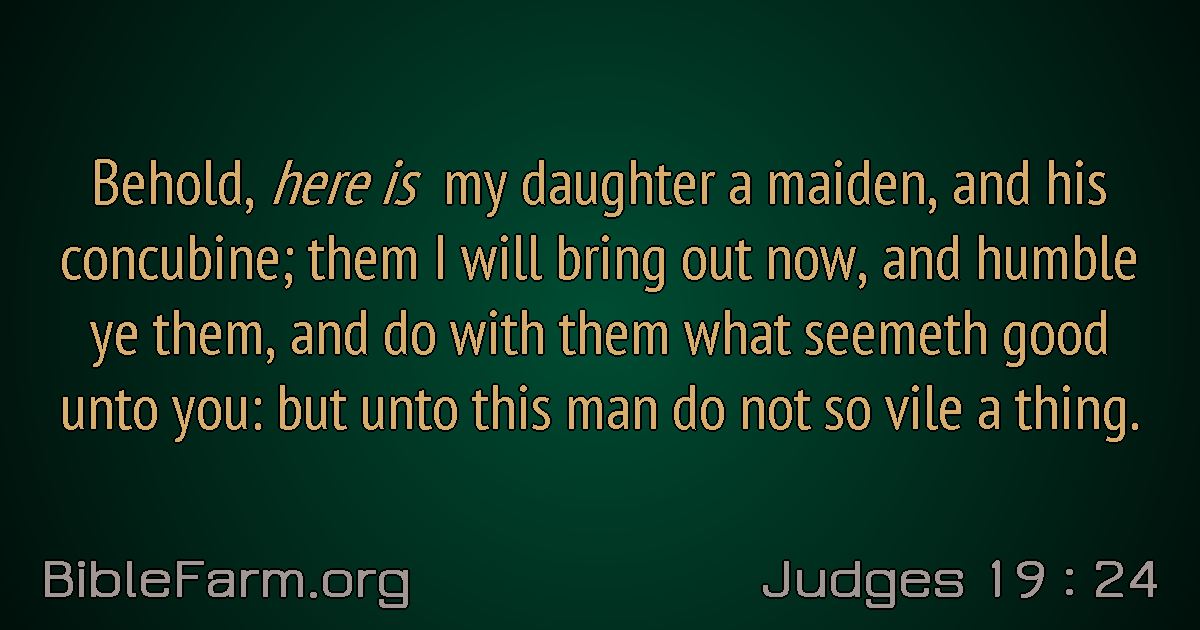 Behold, here is my daughter a maiden, and his
concubine; them I will bring out now, and humble
ye them, and do with them what seemeth good
unto you: but unto this man do not so vile a thing.
BibleFarm.org
Judges 19 : 24